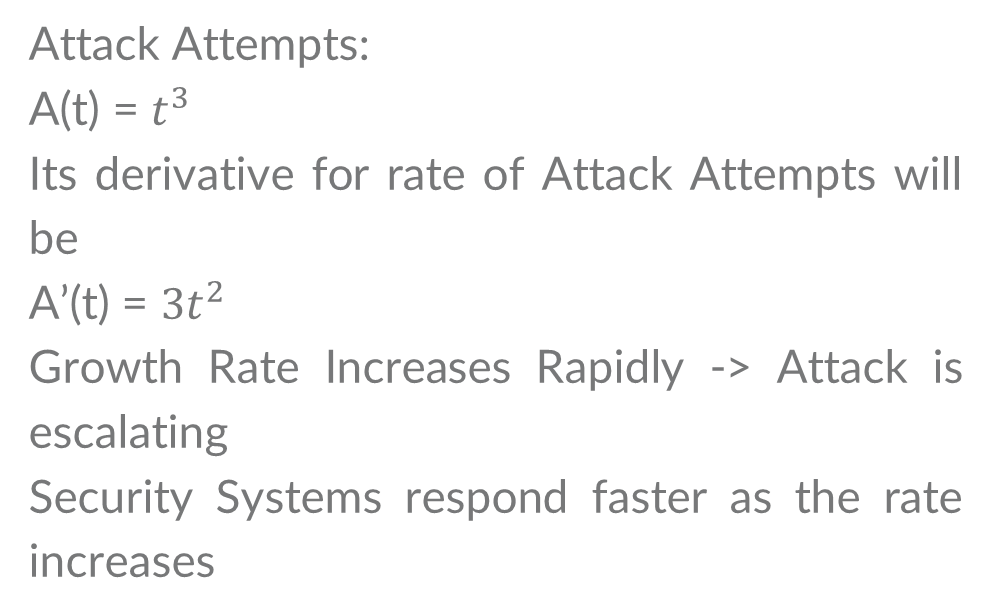 Attack Attempts:
A(t) = 𝑡³
Its derivative for rate of Attack Attempts will
be
A’(t) = 3𝑡²
Growth Rate Increases Rapidly -> Attack is
escalating
Security Systems respond faster as the rate
increases